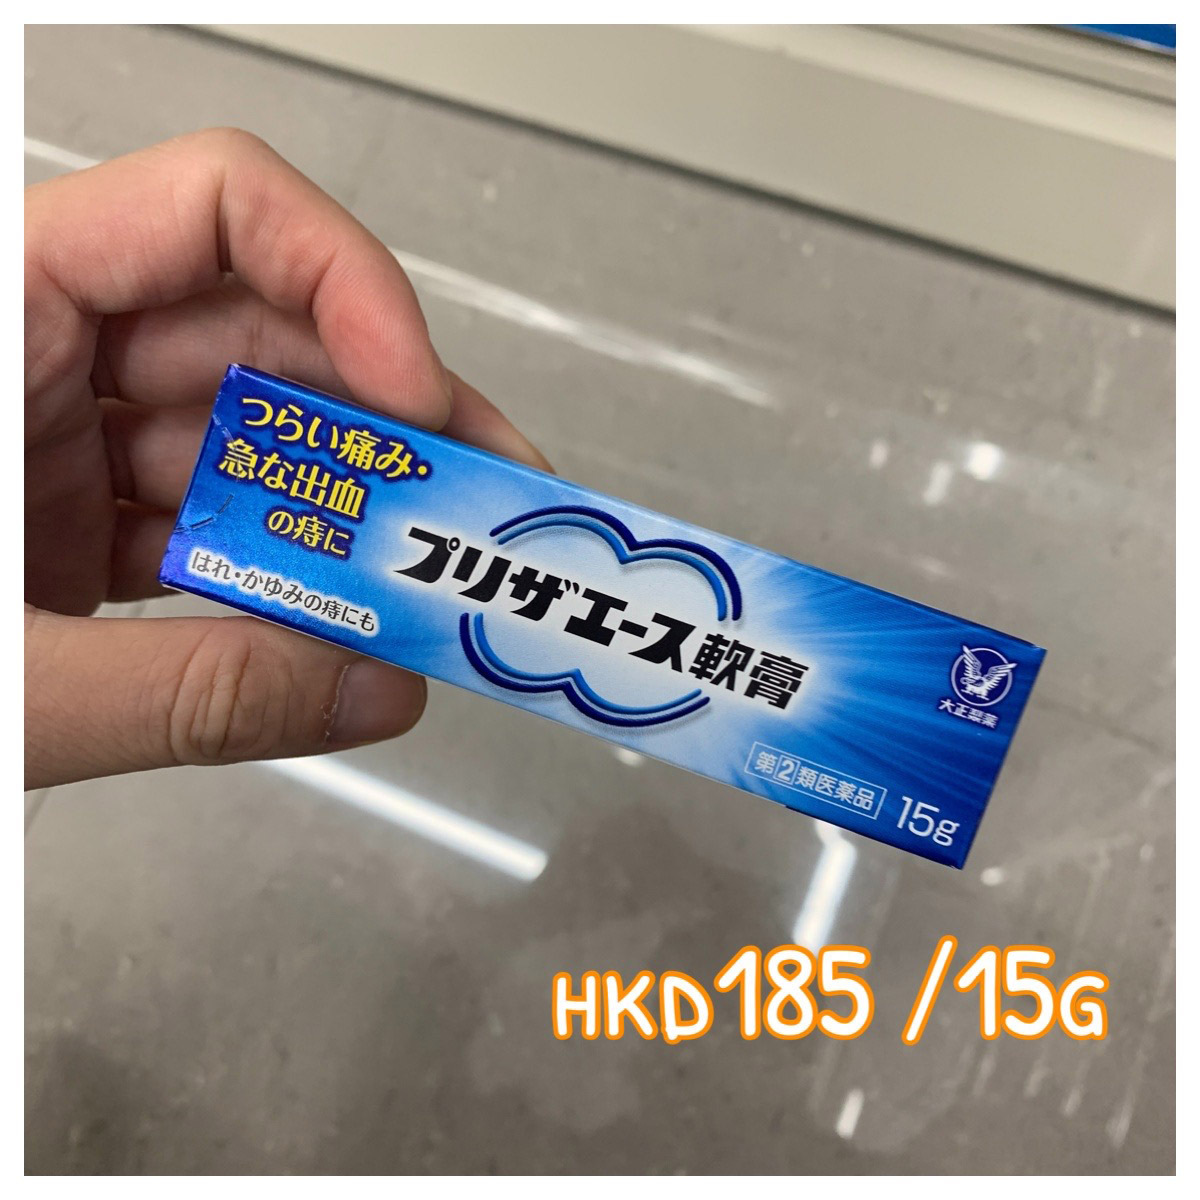 つらい痛み・
急な出血
の痔に
はれ・かゆみの痔にも
プリザエース軟膏
大正製薬
第②類医薬品
15g
HKD185 /15G